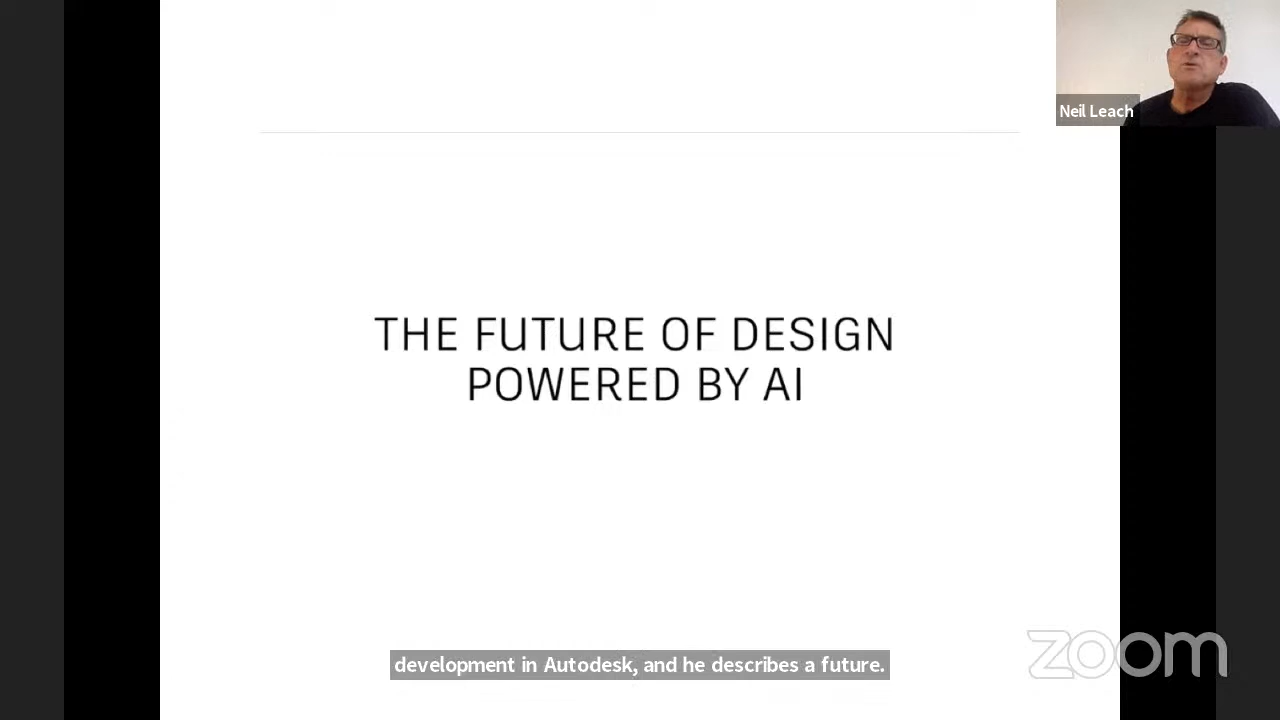 Neil Leach
THE FUTURE OF DESIGN
POWERED BY AI
development in Autodesk, and he describes a future.
zoom